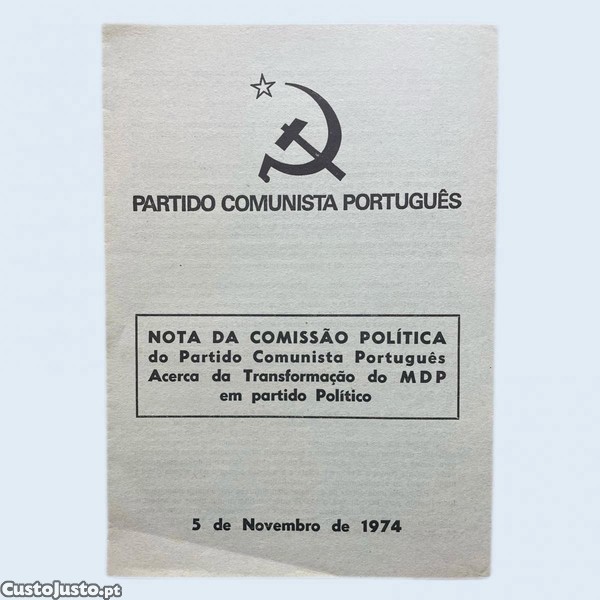 PARTIDO COMUNISTA PORTUGUÊS
NOTA DA COMISSÃO POLÍTICA
do Partido Comunista Português
Acerca da Transformação do MDP
em partido Político
5 de Novembro de 1974
CustoJusto.pt